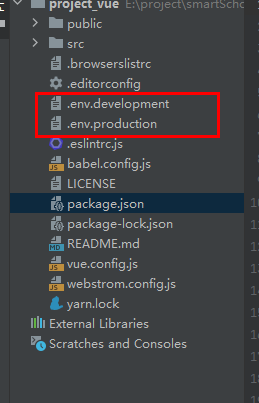 project_vue E:\project\smartScho
public
src
.browserslistrc
.editorconfig
.env.development
.env.production
.eslintrc.js
babel.config.js
LICENSE
package.json
package-lock.json
README.md
vue.config.js
webstrom.config.js
yarn.lock
External Libraries
Scratches and Consoles